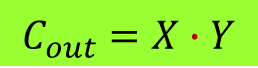 C_out = X · Y